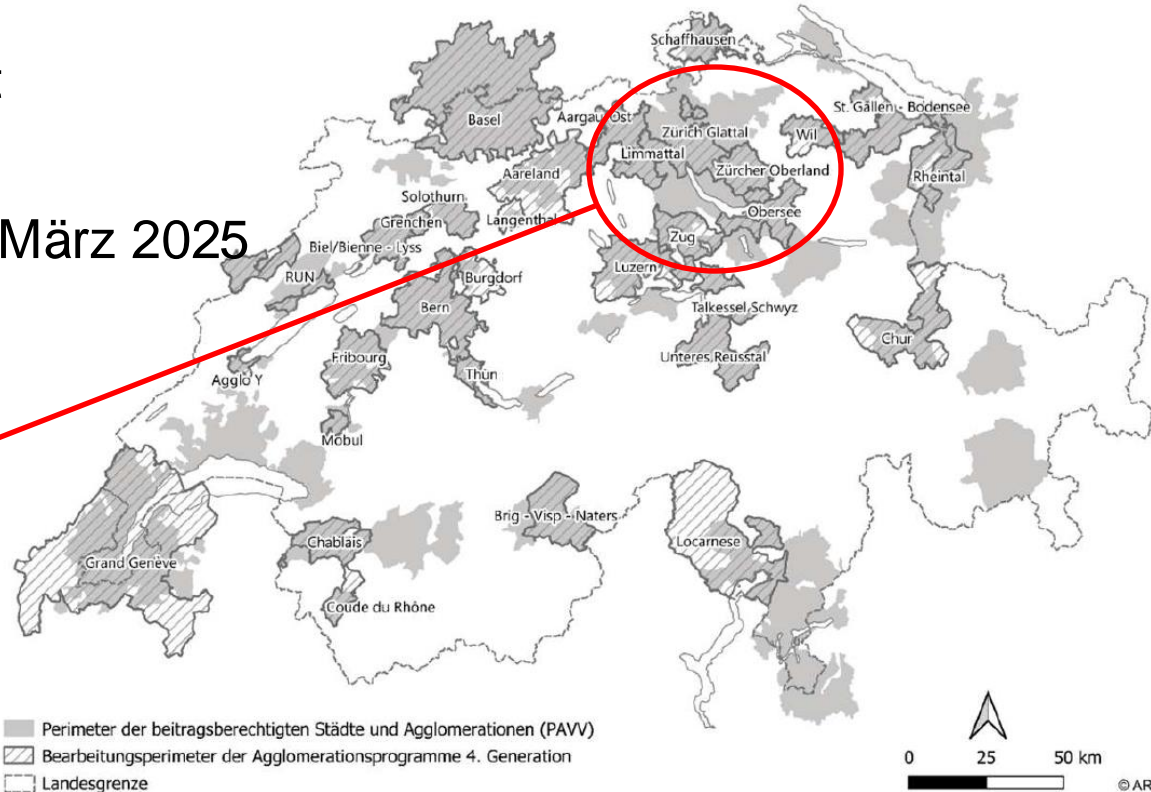 Schaffhausen
St. Gallen - Bodensee
Basel
Aargau Ost
Zürich Glattal
Wil
Limmattal
Aareland
Zürcher Oberland
Rheintal
Solothurn
Obersee
Grenchen
Langenthal
März 2025
Biel/Bienne - Lyss
Zug
RUN
Burgdorf
Luzern
Bern
Talkessel Schwyz
Chur
Fribourg
Unteres Reusstal
Agglo Y
Thun
Mobul
Brig - Visp - Naters
Chablais
Locarnese
Grand Genève
Coude du Rhône
Perimeter der beitragsberechtigten Städte und Agglomerationen (PAVV)
Bearbeitungsperimeter der Agglomerationsprogramme 4. Generation
Landesgrenze
0 25 50 km